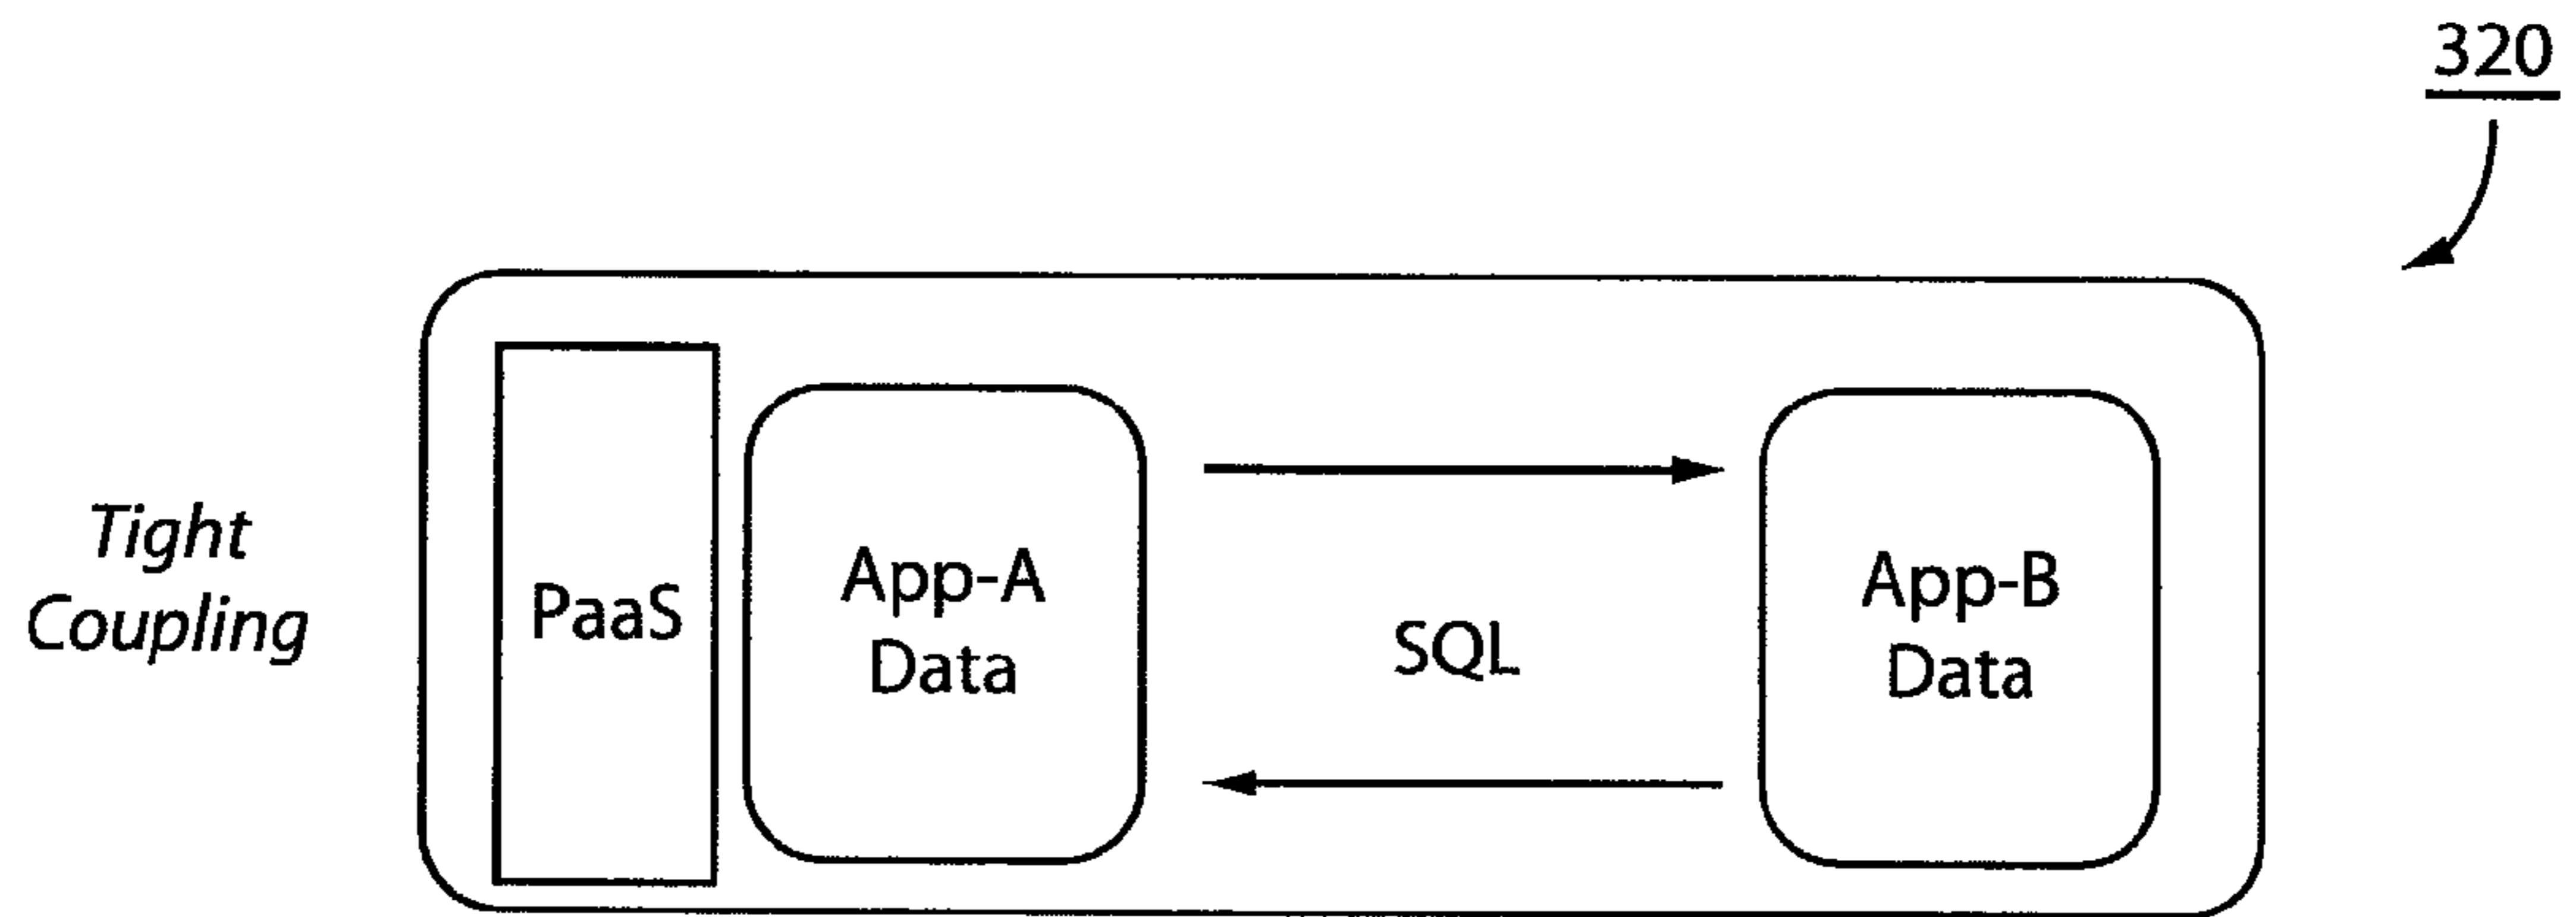 320
Tight
Coupling
PaaS
App-A
Data
SQL
App-B
Data